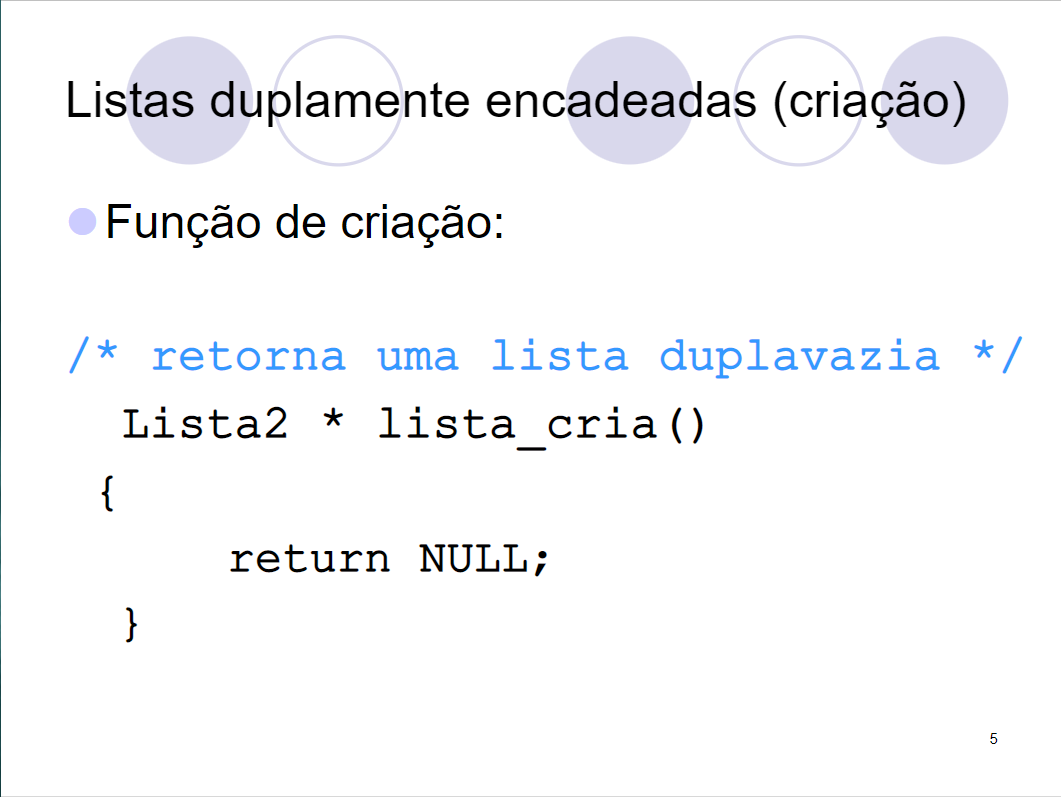 Listas duplamente encadeadas (criação)
Função de criação:
/* retorna uma lista duplavazia */
Lista2 * lista_cria()
{
return NULL;
}
5